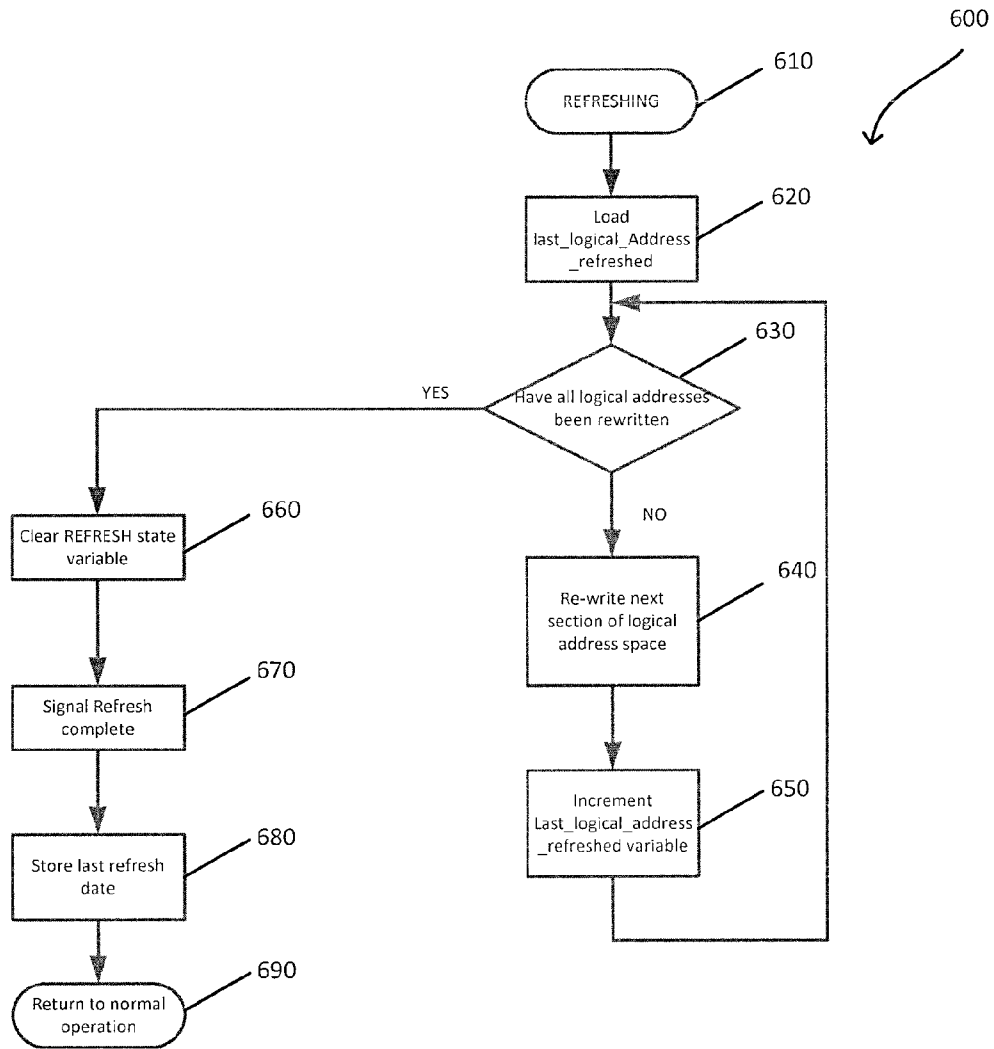 600
610
REFRESHING
620
Load
last_logical_Address
_refreshed
630
YES
Have all logical addresses
been rewritten
660
Clear REFRESH state
variable
NO
640
Re-write next
section of logical
address space
670
Signal Refresh
complete
650
Increment
Last_logical_address
_refreshed variable
680
Store last refresh
date
690
Return to normal
operation